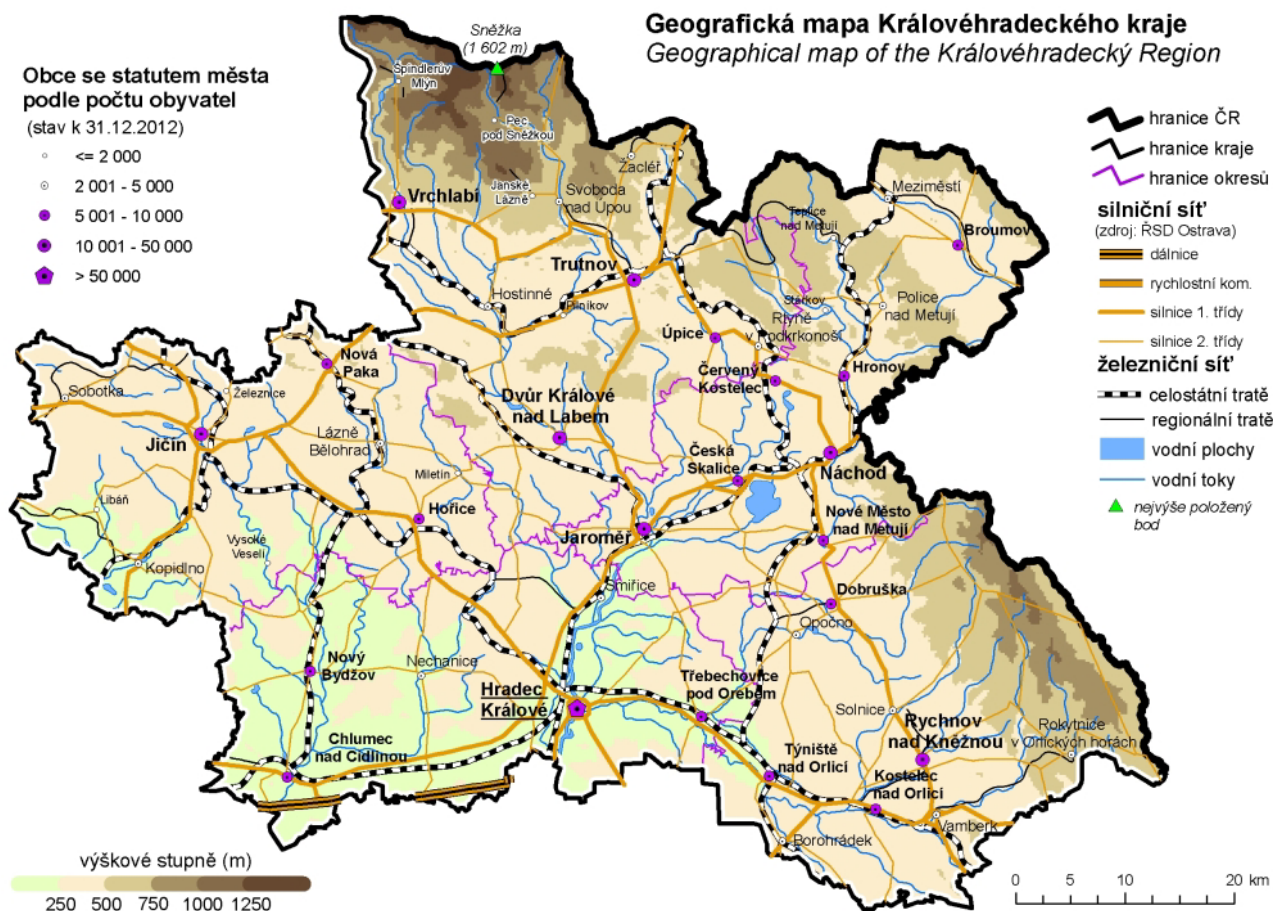 Geografická mapa Královéhradeckého kraje
Geographical map of the Královéhradecký Region
Obce se statutem města
podle počtu obyvatel
(stav k 31.12.2012)
<= 2 000
2 001 - 5 000
5 001 - 10 000
10 001 - 50 000
> 50 000
hranice ČR
hranice kraje
hranice okresů
silniční síť
(zdroj: ŘSD Ostrava)
dálnice
rychlostní kom.
silnice 1. třídy
silnice 2. třídy
železniční síť
celostátní tratě
regionální tratě
vodní plochy
vodní toky
nejvýše položený
bod
Sněžka
(1 602 m)
Špindlerův
Mlýn
Pec
pod Sněžkou
Žacléř
Janské
Lázně
Svoboda
nad Úpou
Vrchlabí
Meziměstí
Teplice
nad Metují
Broumov
Trutnov
Hostinné
Pilníkov
Stárkov
Police
nad Metují
Úpice
Rtyně
v Podkrkonoší
Nová
Paka
Hronov
Červený
Kostelec
Sobotka
Železnice
Dvůr Králové
nad Labem
Jičín
Lázně
Bělohrad
Miletín
Česká
Skalice
Náchod
Libáň
Hořice
Nové Město
nad Metují
Jaroměř
Vysoké
Veselí
Kopidlno
Smiřice
Dobruška
Opočno
Nový
Bydžov
Nechanice
Hradec
Králové
Třebechovice
pod Orebem
Solnice
Rychnov
nad Kněžnou
Rokytnice
v Orlických horách
Chlumec
nad Cidlinou
Týniště
nad Orlicí
Kostelec
nad Orlicí
Vamberk
Borohrádek
výškové stupně (m)
250 500 750 1000 1250
0 5 10 20 km